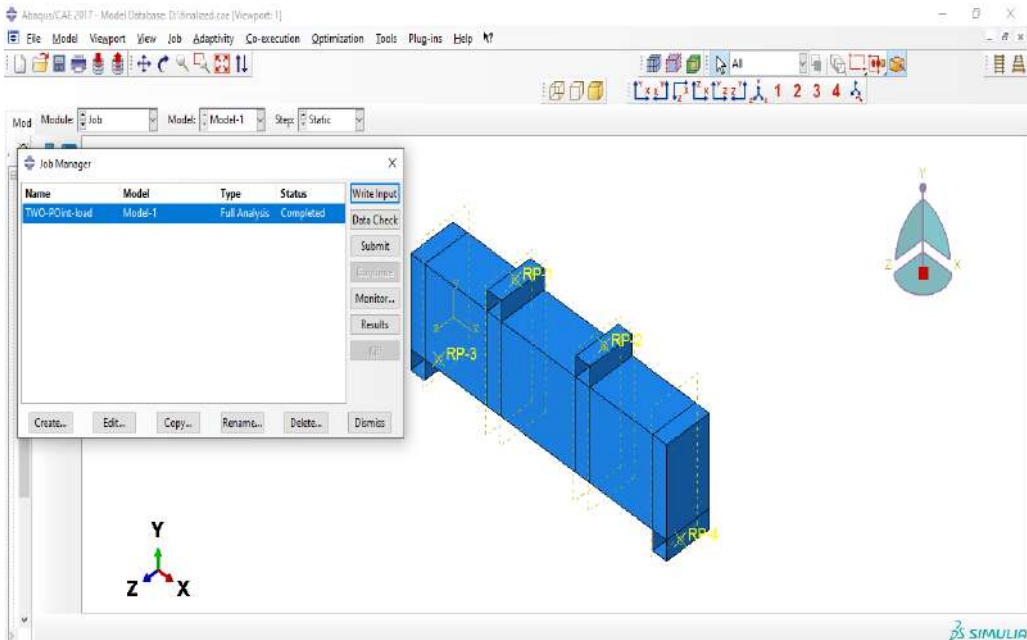 Abaqus/CAE 2017 - Model Database: D:\finalized.cae [Viewport: 1]
File Model Viewport View Job Adaptivity Co-execution Optimization Tools Plug-ins Help
All
1 2 3 4
Mod Module: Job Model: Model-1 Step: Static
Job Manager
Name Model Type Status
TWO-POint-load Model-1 Full Analysis Completed
Write Input
Data Check
Submit
Continue
Monitor...
Results
Kill
Create... Edit... Copy... Rename... Delete... Dismiss
RP-1
RP-2
RP-3
RP-4
Y
Z X
Y
Z X
SIMULIA